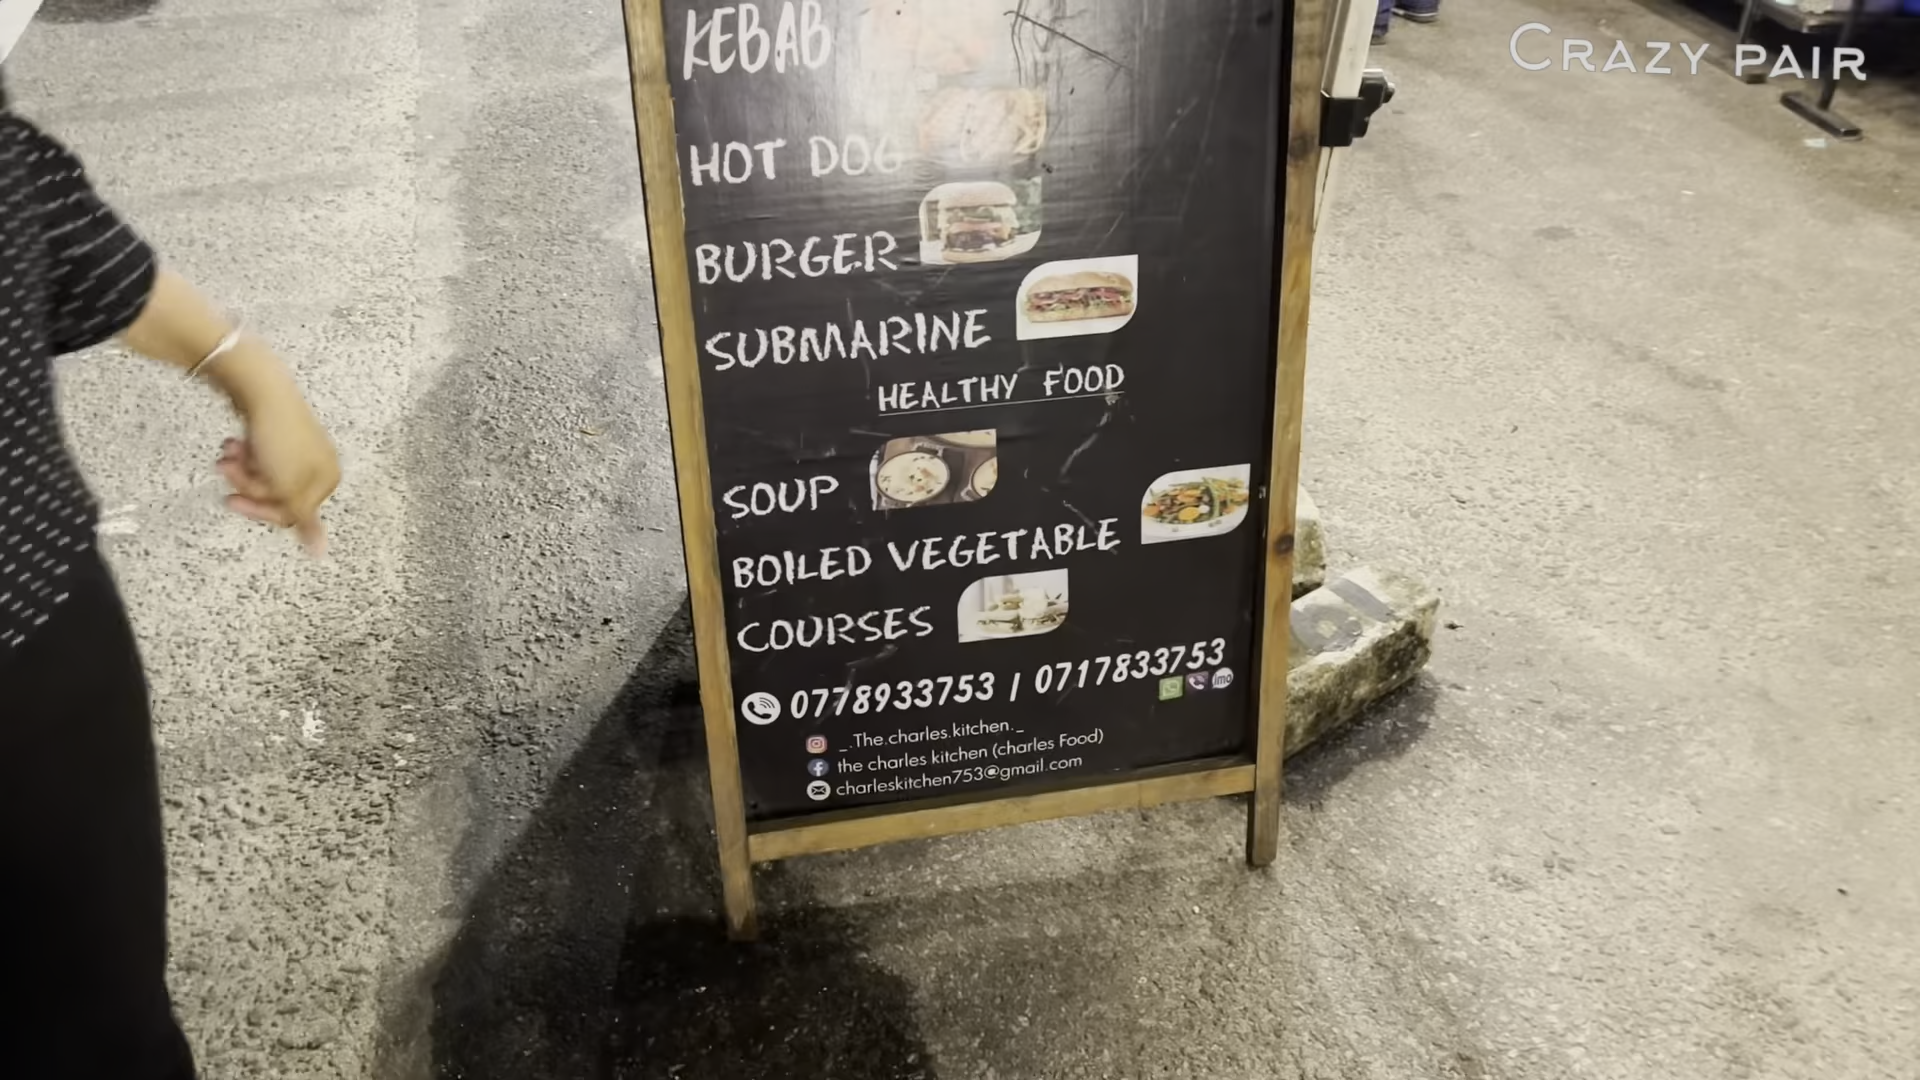 CRAZY PAIR
KEBAB
HOT DOG
BURGER
SUBMARINE
HEALTHY FOOD
SOUP
BOILED VEGETABLE
COURSES
0778933753 / 0717833753
imo
_.The.charles.kitchen._
the charles kitchen (charles Food)
charleskitchen753@gmail.com